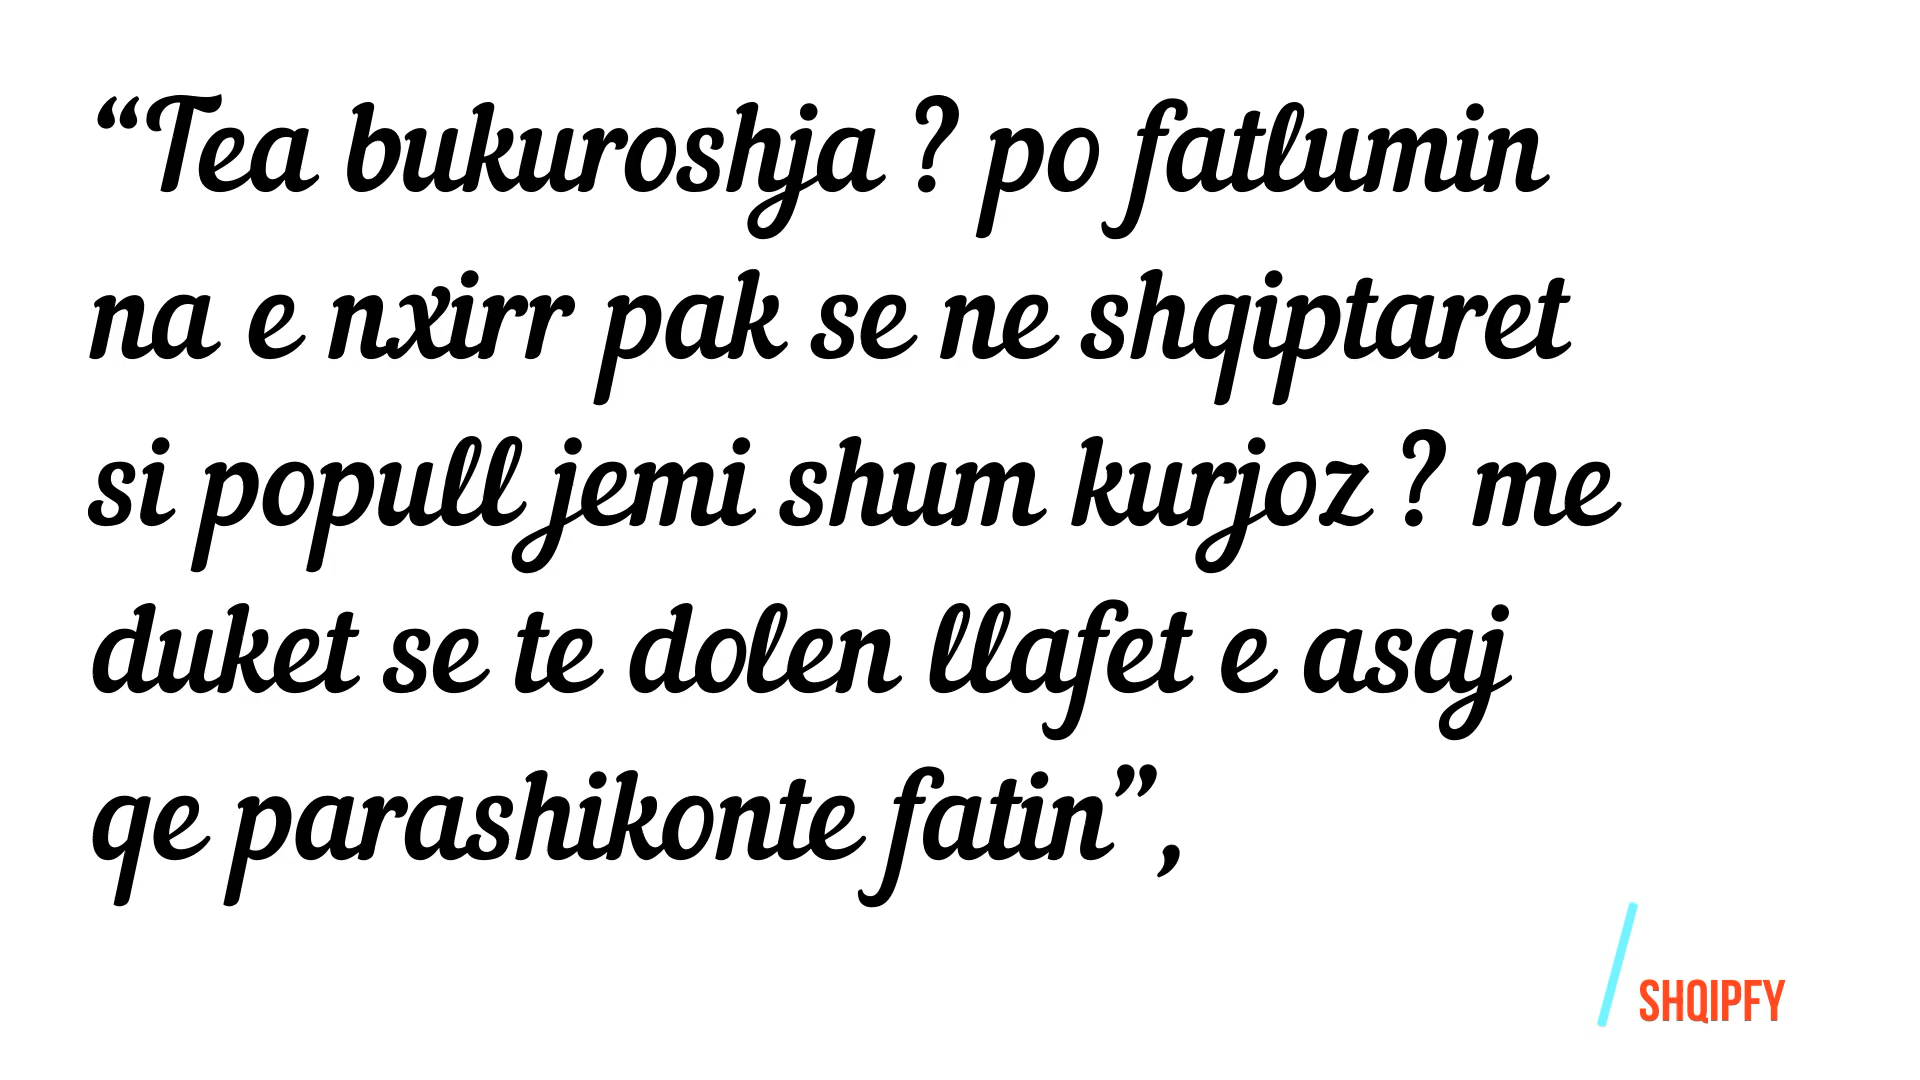 “Tea bukuroshja ? po fatlumin
na e nxirr pak se ne shqiptaret
si popull jemi shum kurjoz ? me
duket se te dolen llafet e asaj
qe parashikonte fatin”,
SHQIPFY